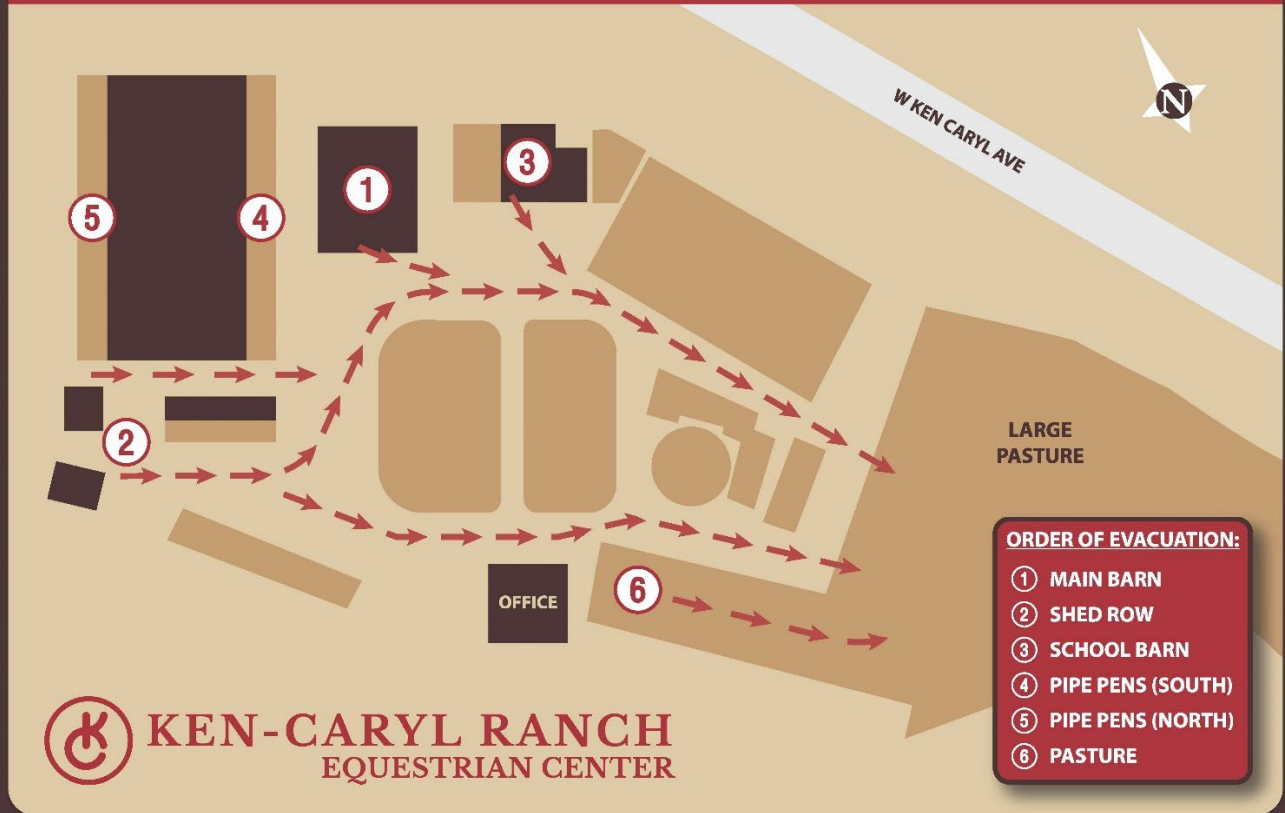 W KEN CARYL AVE
N
5
4
1
3
2
LARGE
PASTURE
6
OFFICE
ORDER OF EVACUATION:
1 MAIN BARN
2 SHED ROW
3 SCHOOL BARN
4 PIPE PENS (SOUTH)
5 PIPE PENS (NORTH)
6 PASTURE
KC
KEN-CARYL RANCH
EQUESTRIAN CENTER